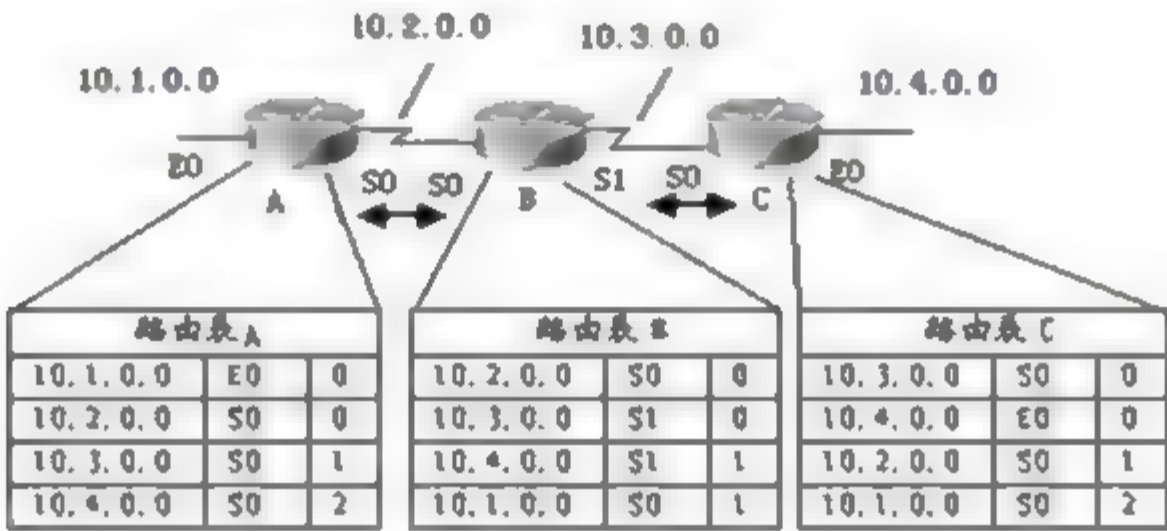 10.2.0.0
10.3.0.0
10.1.0.0
10.4.0.0
E0
A
S0
S0
B
S1
S0
C
E0
路由表 A
10.1.0.0 E0 0
10.2.0.0 S0 0
10.3.0.0 S0 1
10.4.0.0 S0 2
路由表 B
10.2.0.0 S0 0
10.3.0.0 S1 0
10.4.0.0 S1 1
10.1.0.0 S0 1
路由表 C
10.3.0.0 S0 0
10.4.0.0 E0 0
10.2.0.0 S0 1
10.1.0.0 S0 2